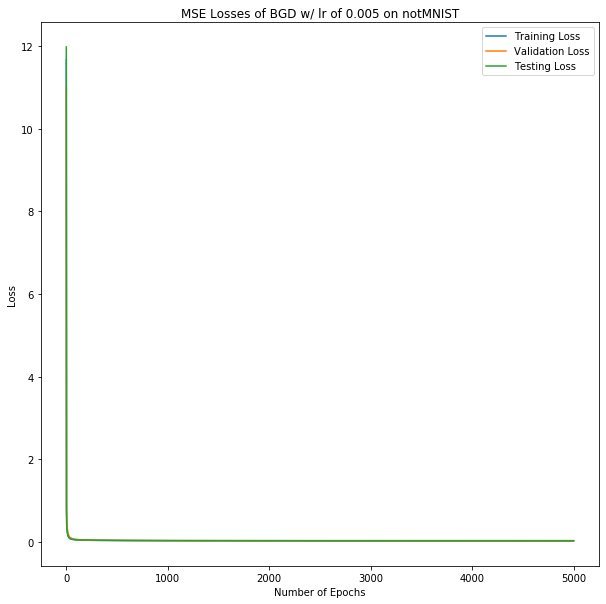 MSE Losses of BGD w/ lr of 0.005 on notMNIST
Training Loss
Validation Loss
Testing Loss
12
10
8
6
4
2
0
Loss
0 1000 2000 3000 4000 5000
Number of Epochs